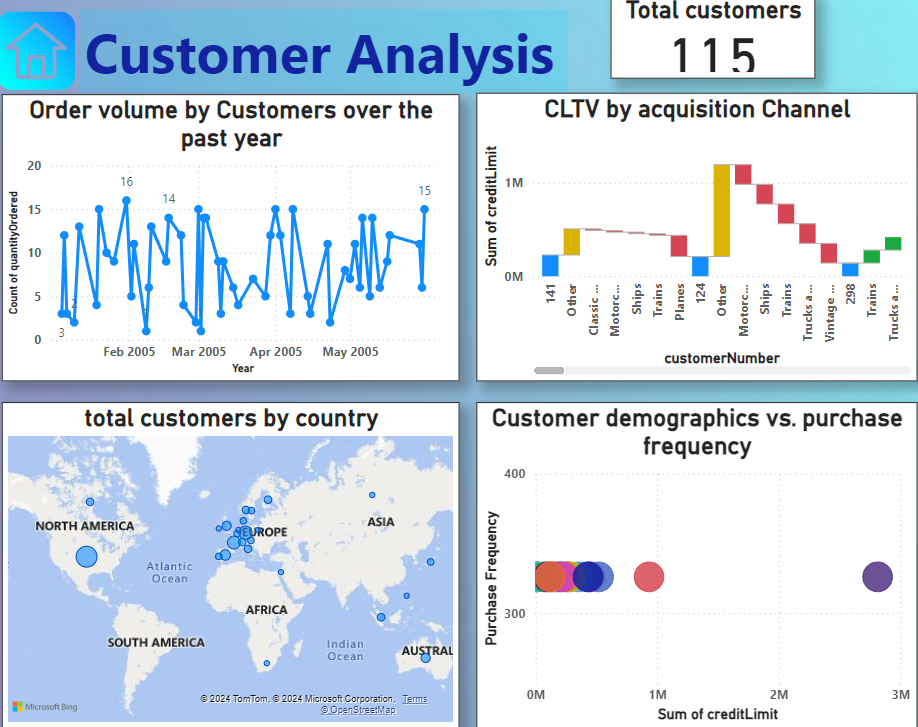 Customer Analysis
Total customers
115
Order volume by Customers over the
past year
Count of quantityOrdered
20
15
10
5
0
16
14
15
3
2
1
Feb 2005 Mar 2005 Apr 2005 May 2005
Year
CLTV by acquisition Channel
Sum of creditLimit
1M
0M
141
Other
Classic ...
Motorc...
Ships
Trains
Planes
124
Other
Motorc...
Ships
Trains
Trucks a...
Vintage ...
298
Trains
Trucks a...
customerNumber
total customers by country
NORTH AMERICA
EUROPE
ASIA
Atlantic
Ocean
AFRICA
SOUTH AMERICA
Indian
Ocean
AUSTRAL
Microsoft Bing
© 2024 TomTom, © 2024 Microsoft Corporation, Terms
© OpenStreetMap
Customer demographics vs. purchase
frequency
Purchase Frequency
400
300
0M 1M 2M 3M
Sum of creditLimit